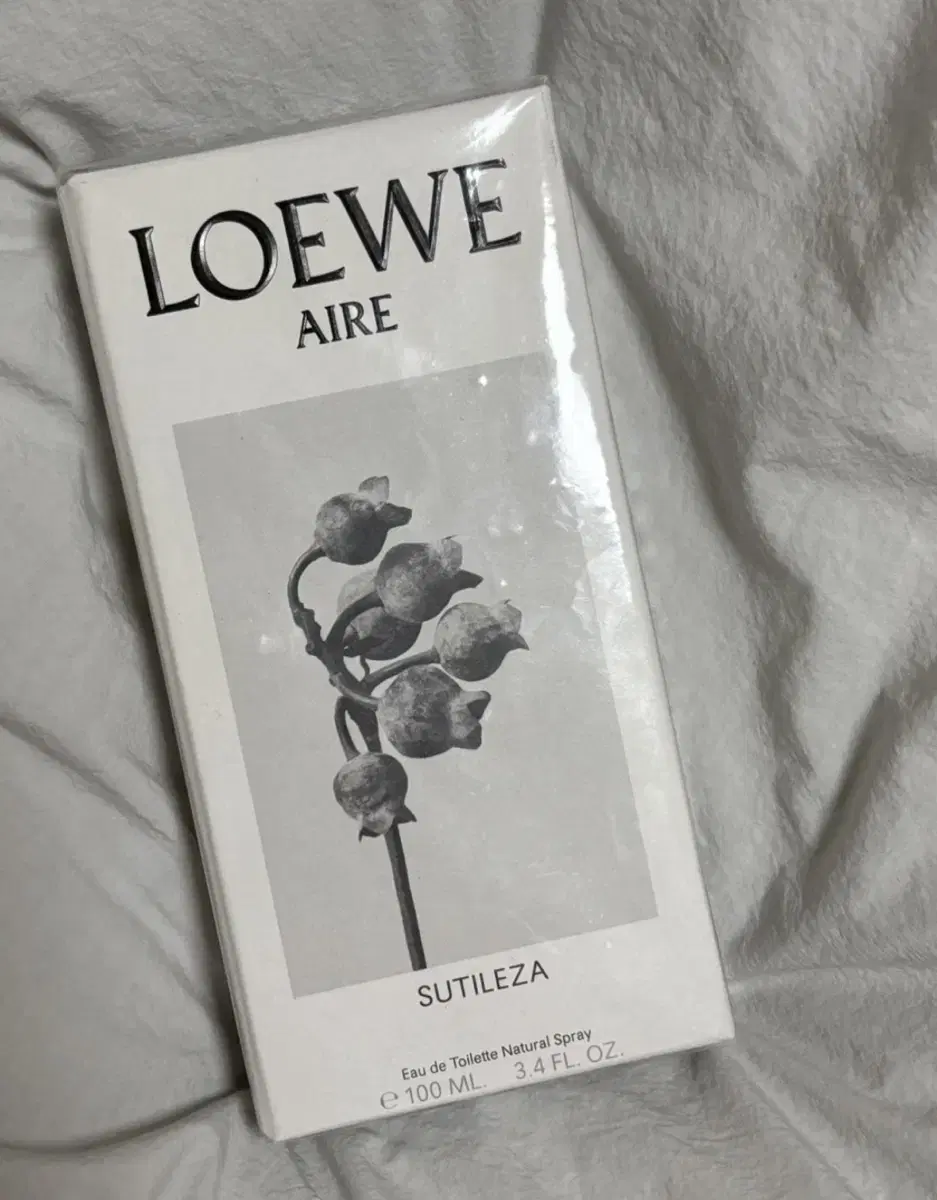 LOEWE
AIRE
SUTILEZA
Eau de Toilette Natural Spray
℮ 100 ML. 3.4 FL. OZ.